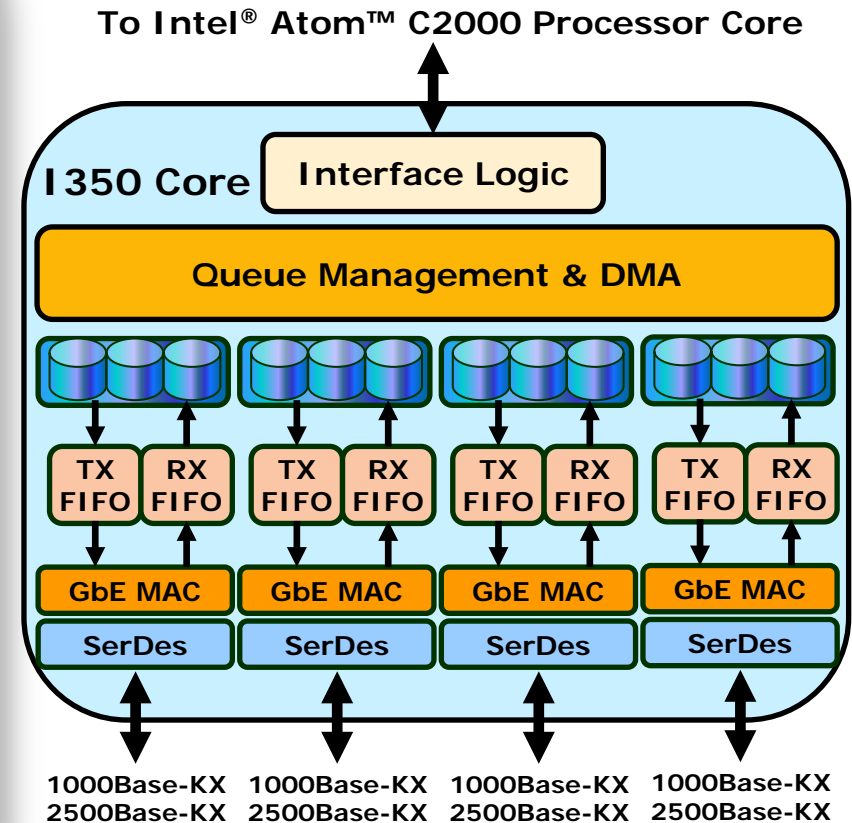 To Intel® Atom™ C2000 Processor Core
I350 Core
Interface Logic
Queue Management & DMA
TX FIFO
RX FIFO
TX FIFO
RX FIFO
TX FIFO
RX FIFO
TX FIFO
RX FIFO
GbE MAC
GbE MAC
GbE MAC
GbE MAC
SerDes
SerDes
SerDes
SerDes
1000Base-KX 1000Base-KX 1000Base-KX 1000Base-KX
2500Base-KX 2500Base-KX 2500Base-KX 2500Base-KX